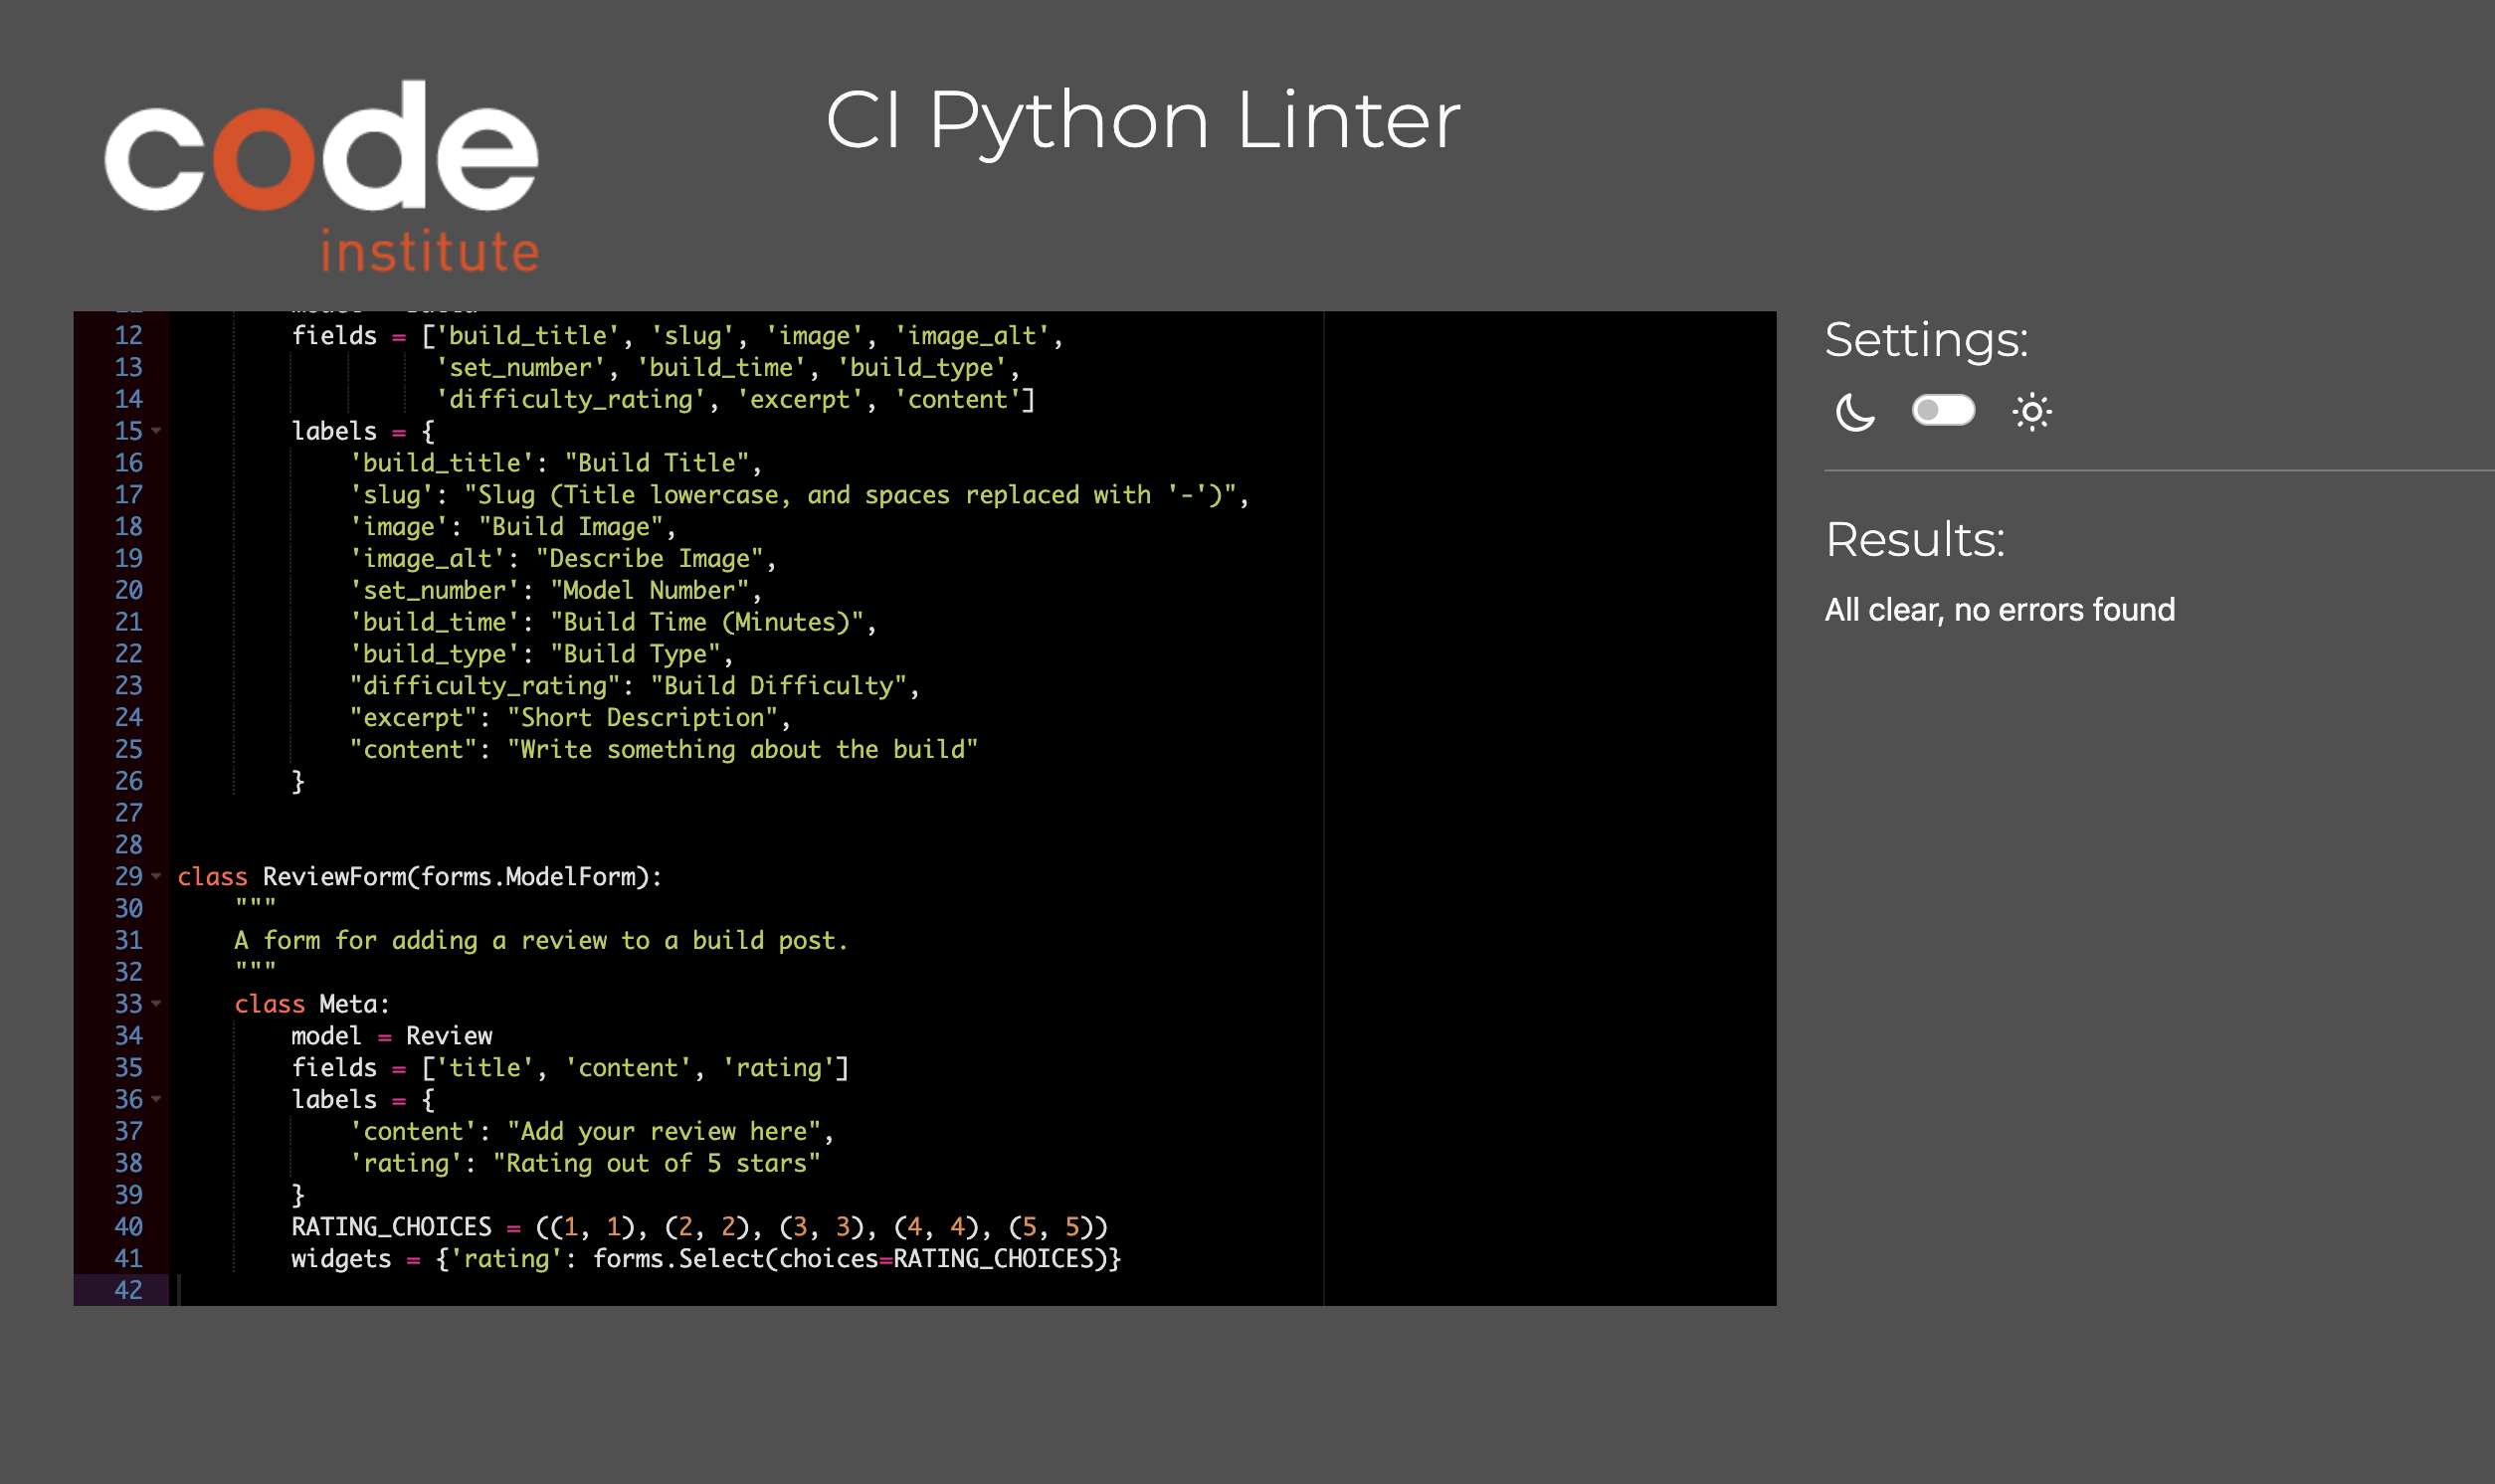 code
institute
CI Python Linter
12 fields = ['build_title', 'slug', 'image', 'image_alt',
13 'set_number', 'build_time', 'build_type',
14 'difficulty_rating', 'excerpt', 'content']
15 labels = {
16 'build_title': "Build Title",
17 'slug': "Slug (Title lowercase, and spaces replaced with '-')",
18 'image': "Build Image",
19 'image_alt': "Describe Image",
20 'set_number': "Model Number",
21 'build_time': "Build Time (Minutes)",
22 'build_type': "Build Type",
23 "difficulty_rating": "Build Difficulty",
24 "excerpt": "Short Description",
25 "content": "Write something about the build"
26 }
27
28
29 class ReviewForm(forms.ModelForm):
30 """
31 A form for adding a review to a build post.
32 """
33 class Meta:
34 model = Review
35 fields = ['title', 'content', 'rating']
36 labels = {
37 'content': "Add your review here",
38 'rating': "Rating out of 5 stars"
39 }
40 RATING_CHOICES = ((1, 1), (2, 2), (3, 3), (4, 4), (5, 5))
41 widgets = {'rating': forms.Select(choices=RATING_CHOICES)}
42
Settings:
Results:
All clear, no errors found